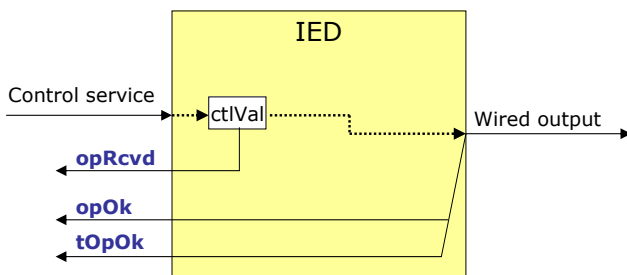 IED
Control service
ctlVal
Wired output
opRcvd
opOk
tOpOk